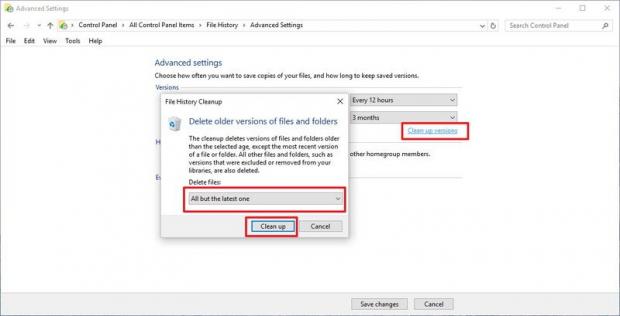 Advanced Settings
Control Panel > All Control Panel Items > File History > Advanced Settings
Search Control Panel
File Edit View Tools Help
Advanced settings
Choose how often you want to save copies of your files, and how long to keep saved versions.
Versions
File History Cleanup
Every 12 hours
Delete older versions of files and folders
3 months
Clean up versions
The cleanup deletes versions of files and folders older
than the selected age, except the most recent version
of a file or folder. All other files and folders, such as
other homegroup members.
versions that were excluded or removed from your
libraries, are also deleted.
Delete files:
All but the latest one
Clean up
Cancel
Save changes
Cancel